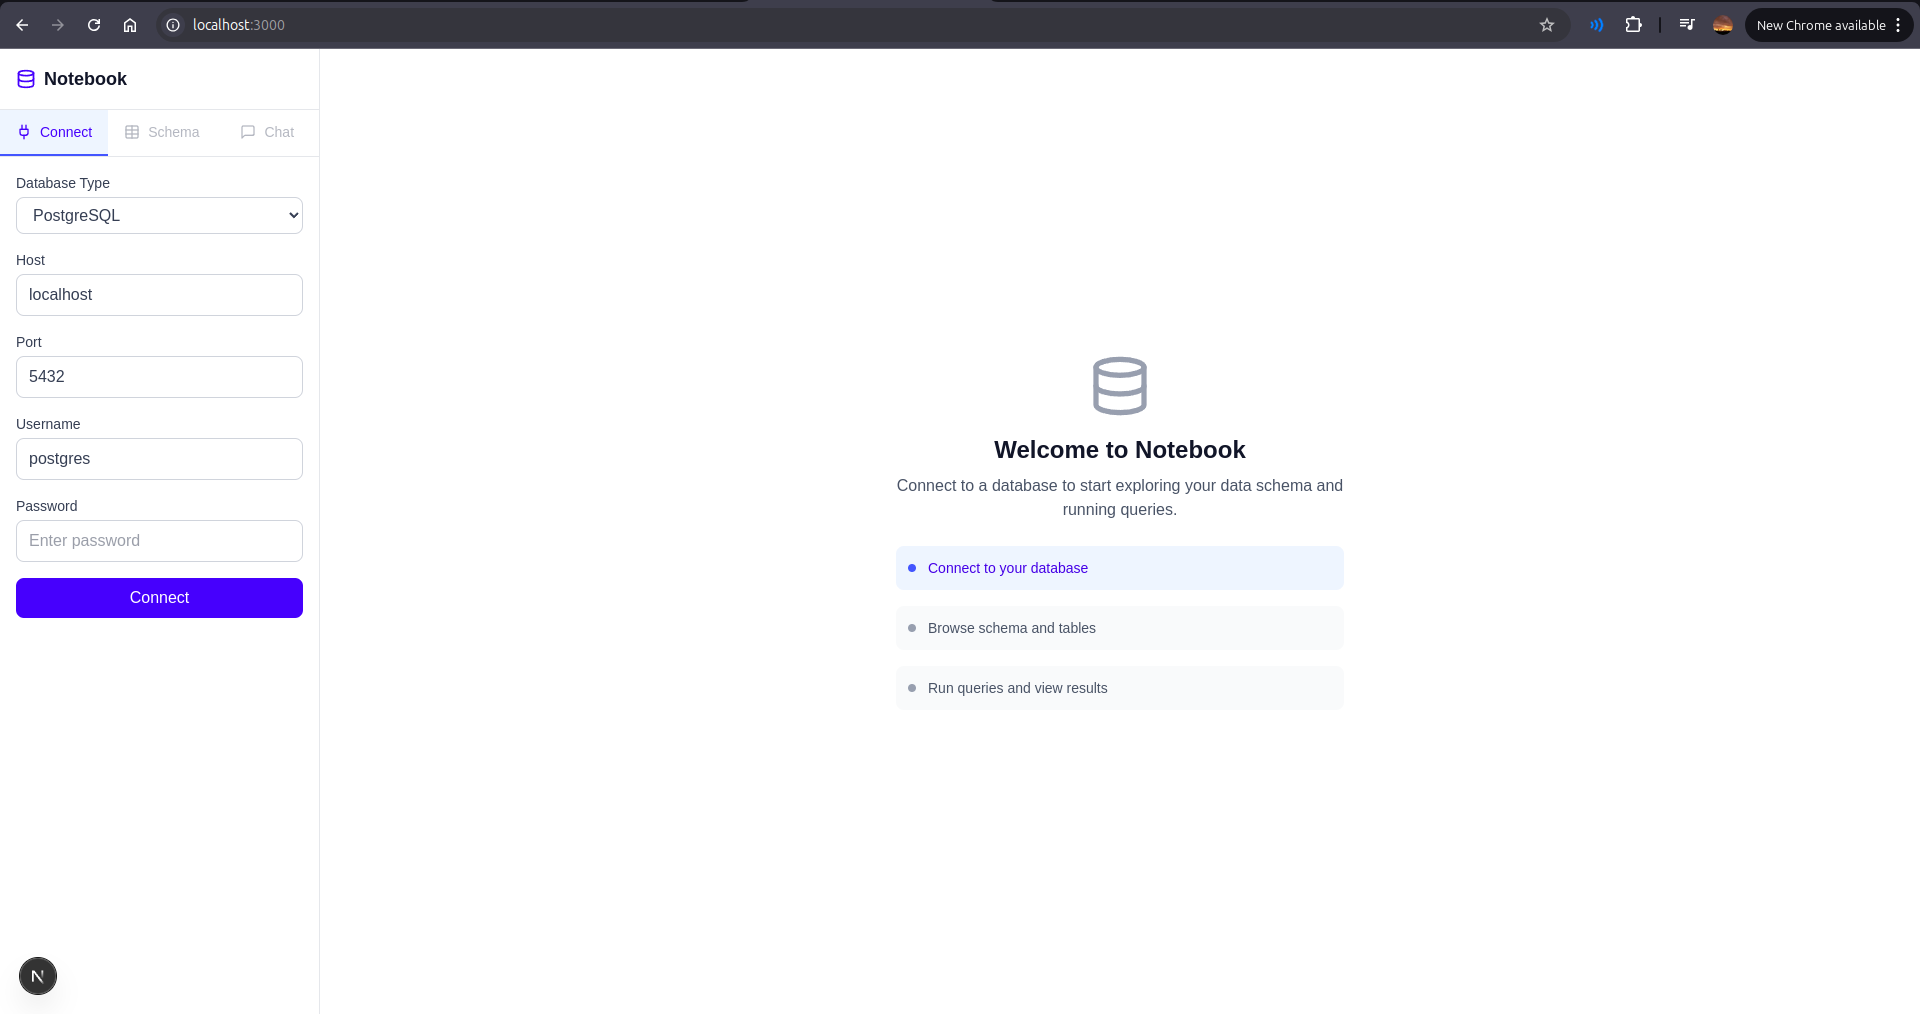 localhost:3000
New Chrome available
Notebook
Connect
Schema
Chat
Database Type
PostgreSQL
Host
localhost
Port
5432
Username
postgres
Password
Enter password
Connect
Welcome to Notebook
Connect to a database to start exploring your data schema and
running queries.
Connect to your database
Browse schema and tables
Run queries and view results
N